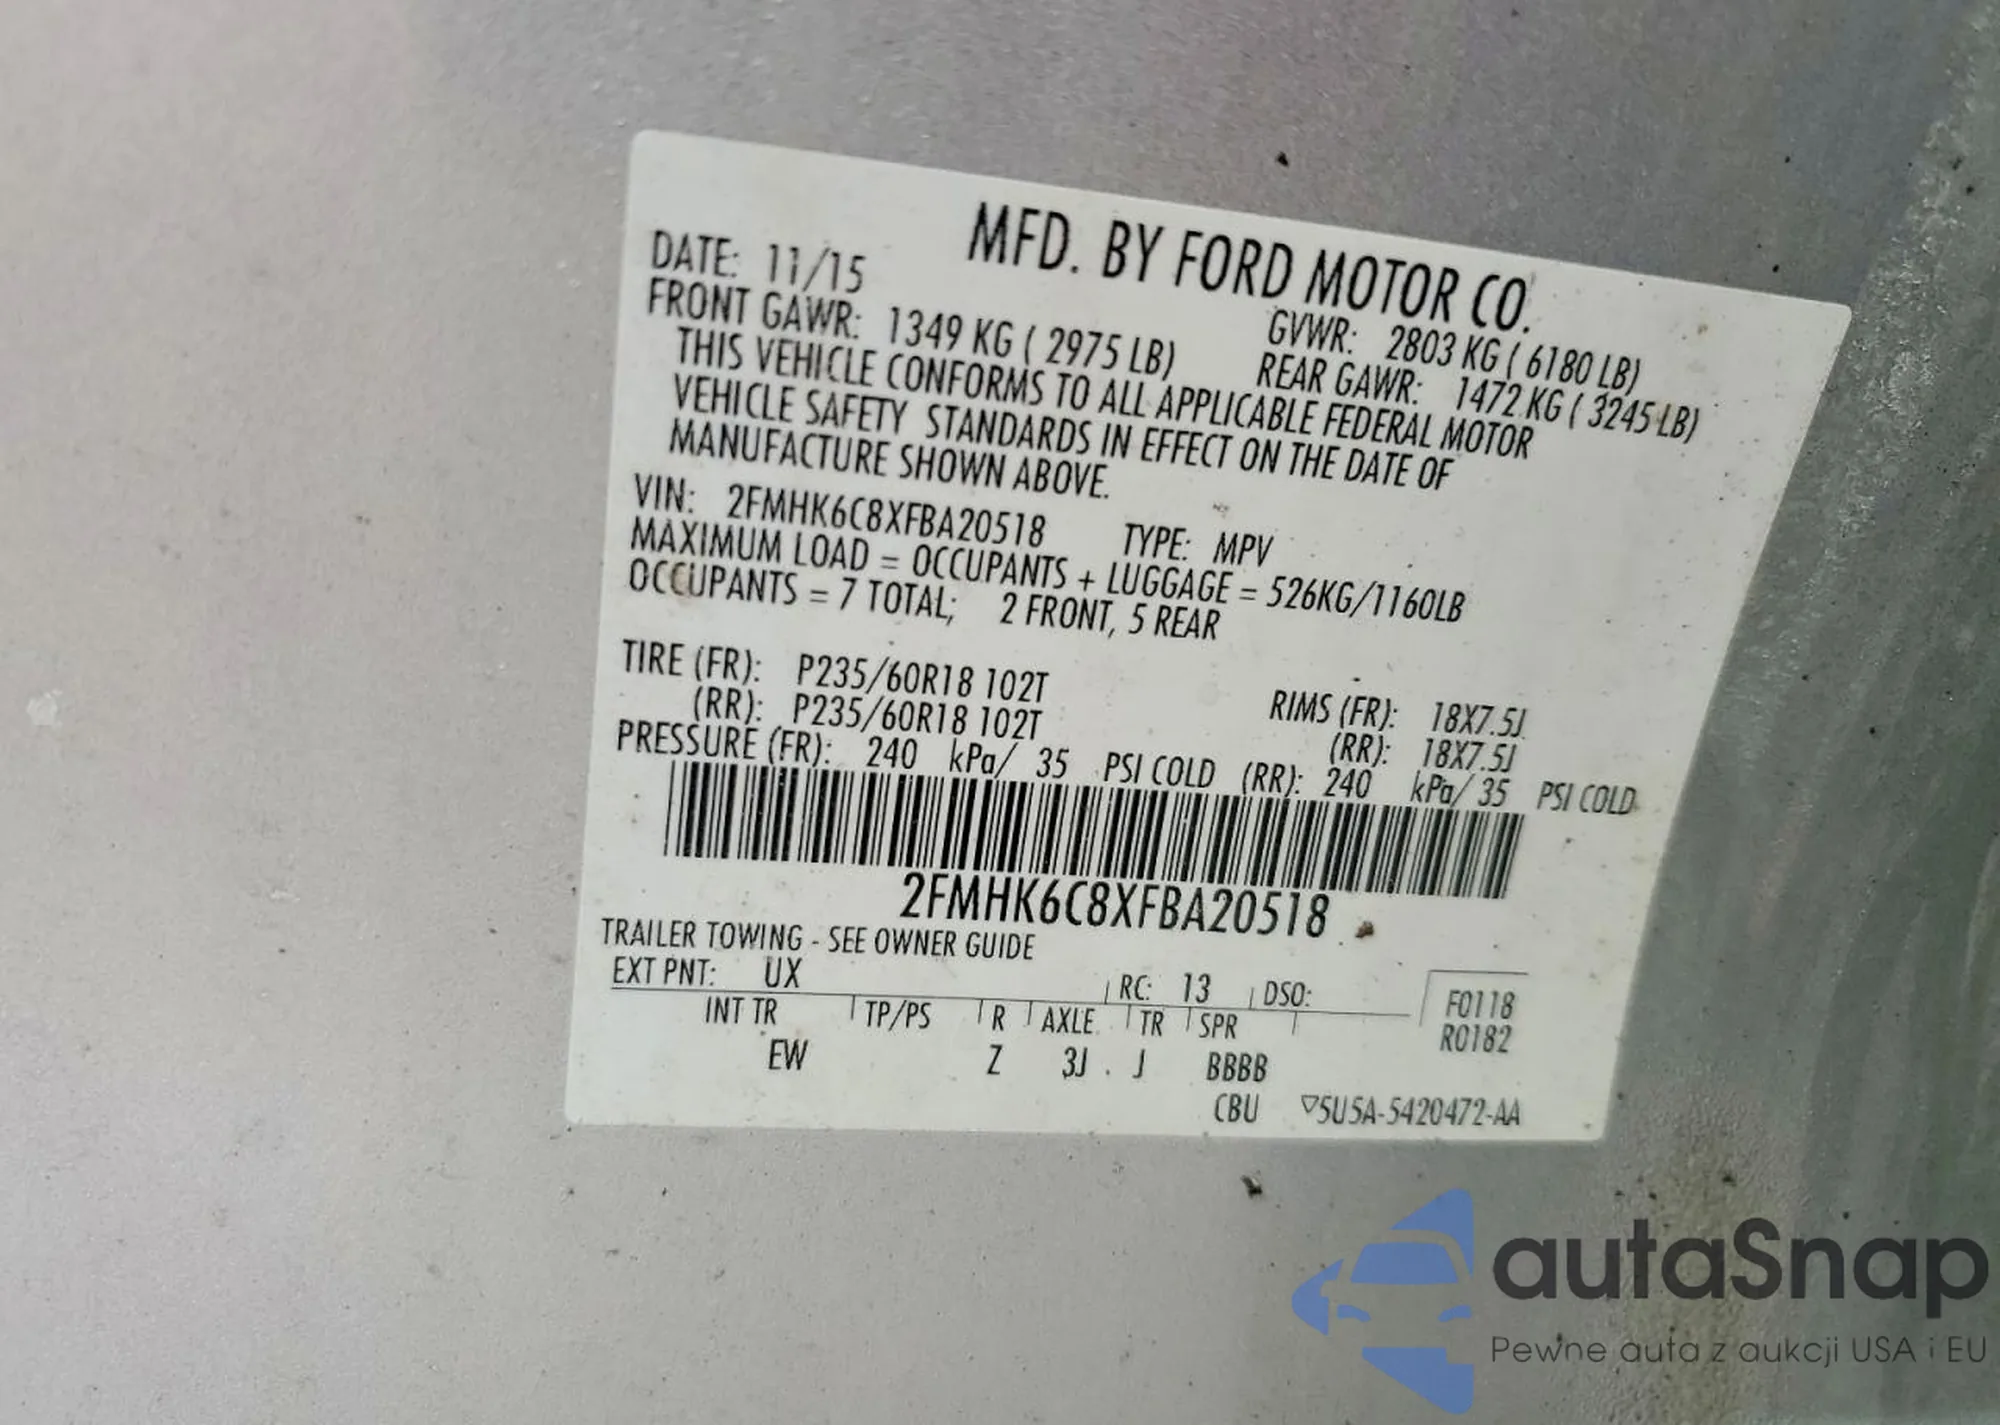 MFD. BY FORD MOTOR CO.
DATE: 11/15 GVWR: 2803 KG ( 6180 LB)
FRONT GAWR: 1349 KG ( 2975 LB) REAR GAWR: 1472 KG ( 3245 LB)
THIS VEHICLE CONFORMS TO ALL APPLICABLE FEDERAL MOTOR
VEHICLE SAFETY STANDARDS IN EFFECT ON THE DATE OF
MANUFACTURE SHOWN ABOVE.
VIN: 2FMHK6C8XFBA20518 TYPE: MPV
MAXIMUM LOAD = OCCUPANTS + LUGGAGE = 526KG/1160LB
OCCUPANTS = 7 TOTAL; 2 FRONT, 5 REAR
TIRE (FR): P235/60R18 102T RIMS (FR): 18X7.5J
(RR): P235/60R18 102T (RR): 18X7.5J
PRESSURE (FR): 240 kPa/ 35 PSI COLD (RR): 240 kPa/ 35 PSI COLD
2FMHK6C8XFBA20518
TRAILER TOWING - SEE OWNER GUIDE
EXT PNT: UX RC: 13 DSO: F0118
INT TR TP/PS R AXLE TR SPR R0182
EW Z 3J J BBBB
CBU ▽5U5A-5420472-AA
autaSnap
Pewne auta z aukcji USA i EU